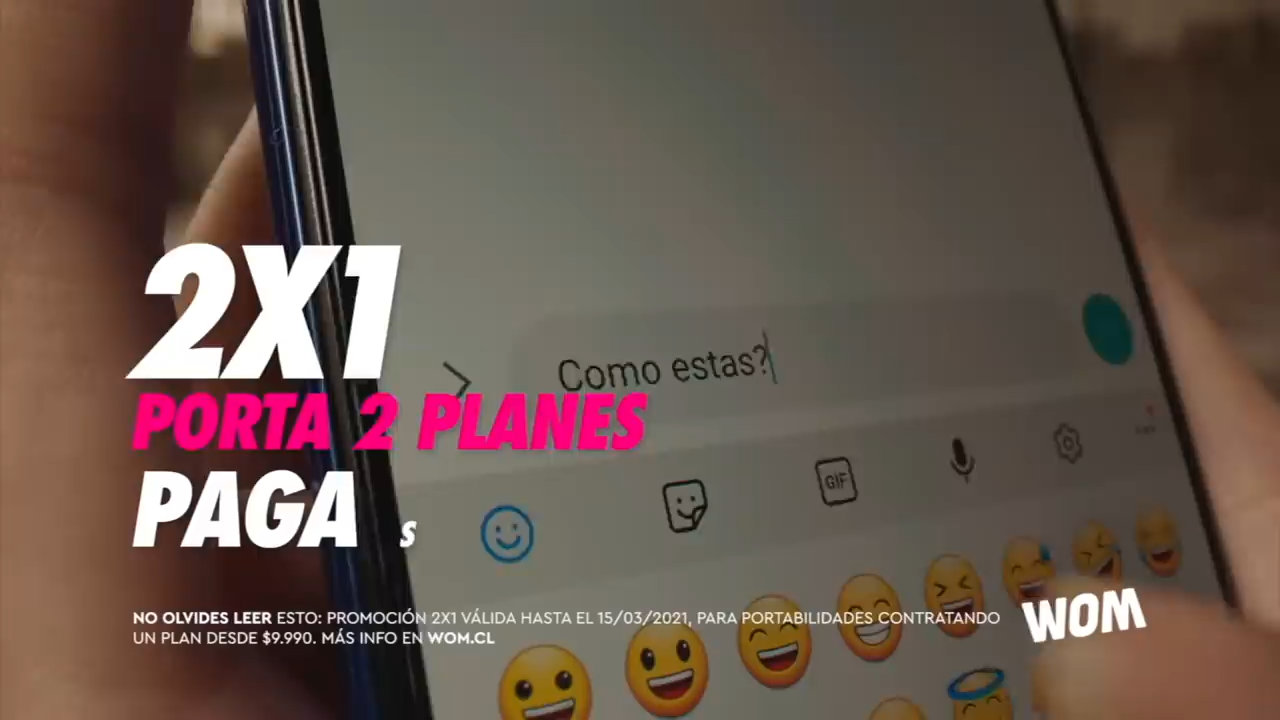 2X1
Como estas?
PORTA 2 PLANES
PAGA S
GIF
NO OLVIDES LEER ESTO: PROMOCIÓN 2X1 VÁLIDA HASTA EL 15/03/2021, PARA PORTABILIDADES CONTRATANDO
UN PLAN DESDE $9.990. MÁS INFO EN WOM.CL
WOM